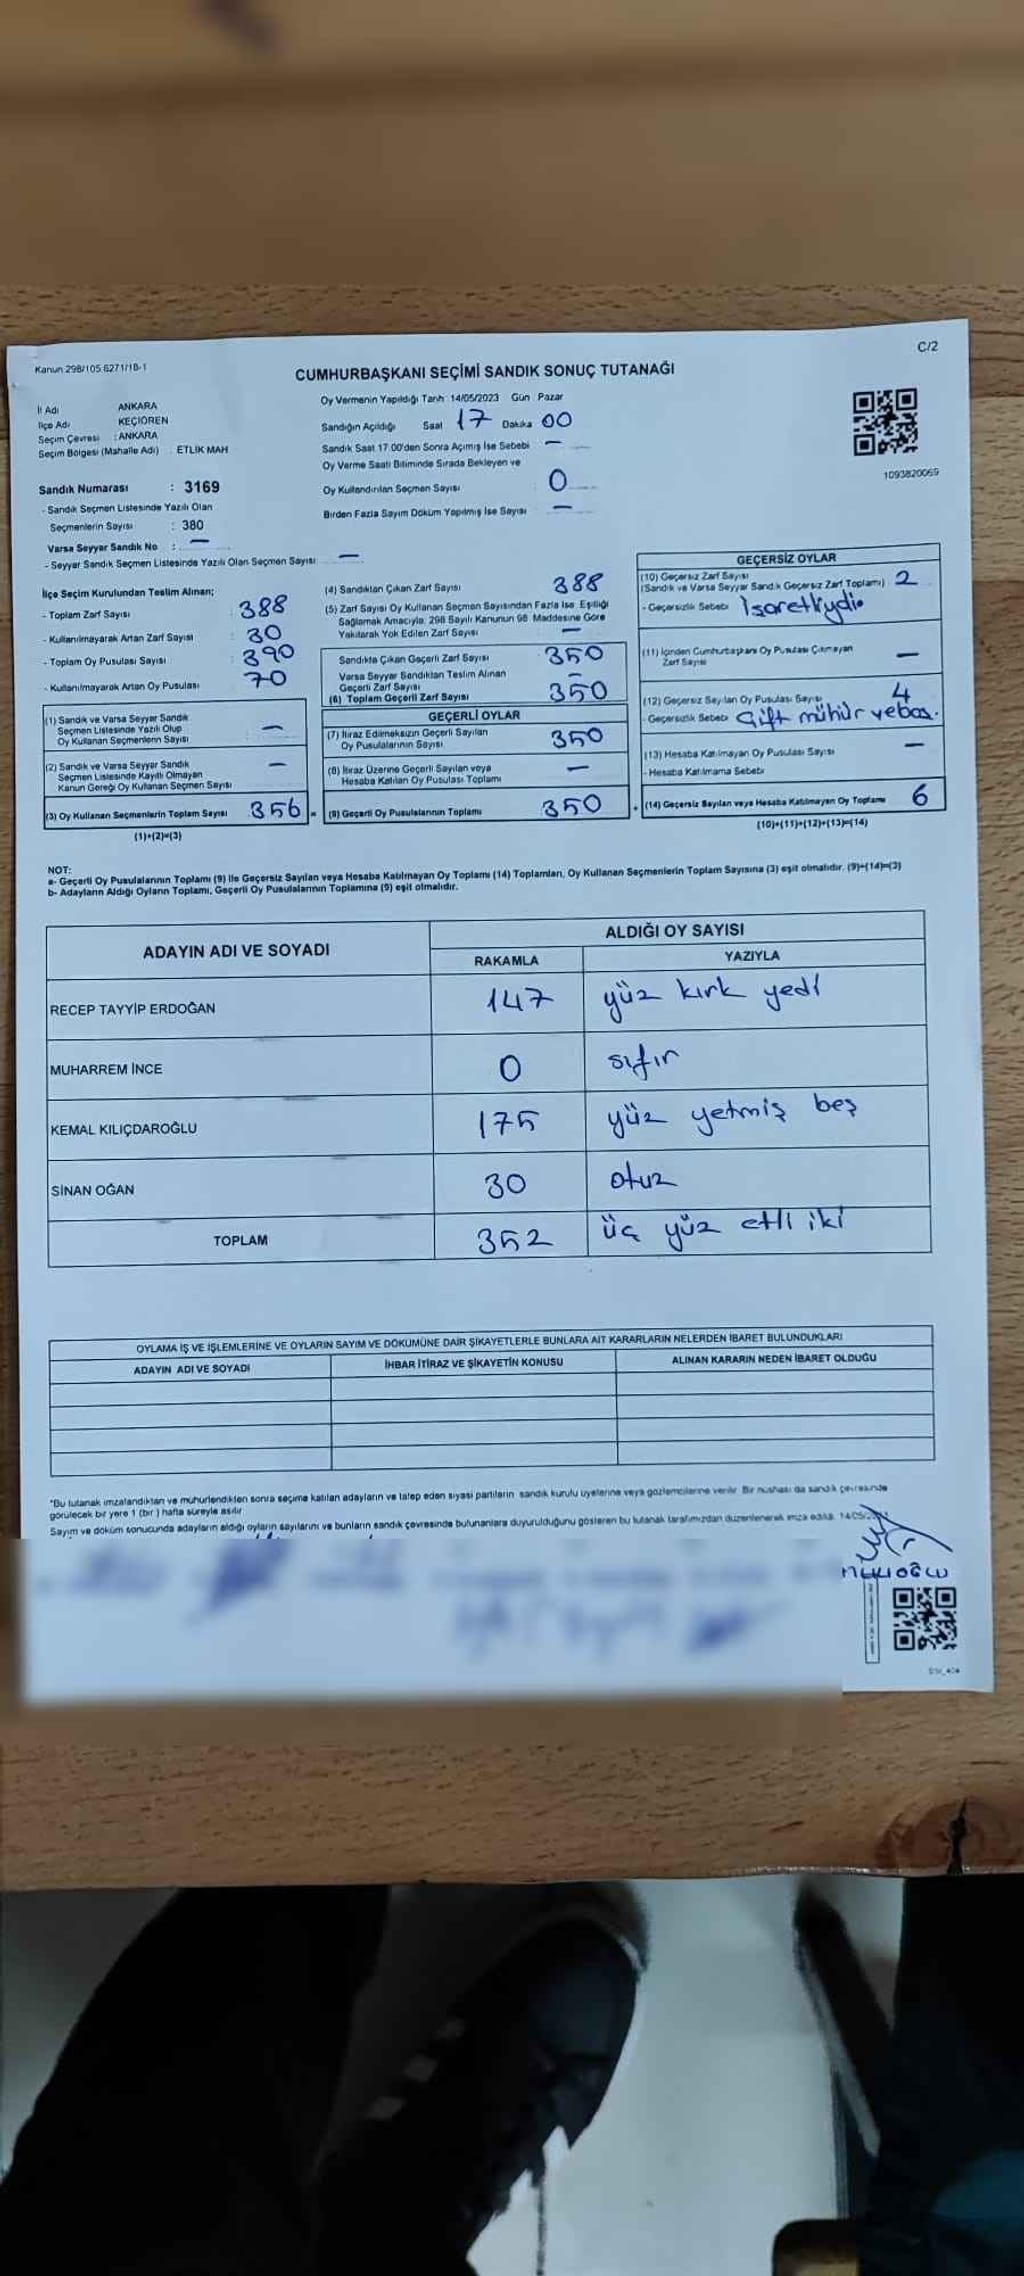 Kanun 298/105 6271/18-1
C/2
CUMHURBAŞKANI SEÇİMİ SANDIK SONUÇ TUTANAĞI
İl Adı ANKARA
İlçe Adı KEÇİÖREN
Seçim Çevresi : ANKARA
Seçim Bölgesi (Mahalle Adı) : ETLİK MAH
Sandık Numarası : 3169
- Sandık Seçmen Listesinde Yazılı Olan
Seçmenlerin Sayısı : 380
Varsa Seyyar Sandık No : —
- Seyyar Sandık Seçmen Listesinde Yazılı Olan Seçmen Sayısı: —
Oy Vermenin Yapıldığı Tarih: 14/05/2023 Gün: Pazar
Sandığın Açıldığı Saat 17 Dakika 00
Sandık Saat 17.00'den Sonra Açımış İse Sebebi —
Oy Verme Saati Bitiminde Sırada Bekleyen ve
Oy Kullandırılan Seçmen Sayısı : 0
Birden Fazla Sayım Döküm Yapılmış İse Sayısı : —
1093820069
İlçe Seçim Kurulundan Teslim Alınan;
- Toplam Zarf Sayısı : 388
- Kullanılmayarak Artan Zarf Sayısı : 30
- Toplam Oy Pusulası Sayısı : 390
- Kullanılmayarak Artan Oy Pusulası : 70
(1) Sandık ve Varsa Seyyar Sandık
Seçmen Listesinde Yazılı Olup
Oy Kullanan Seçmenlerin Sayısı : —
(2) Sandık ve Varsa Seyyar Sandık
Seçmen Listesinde Kayıtlı Olmayan
Kanun Gereği Oy Kullanan Seçmen Sayısı : —
(3) Oy Kullanan Seçmenlerin Toplam Sayısı : 356 =
(1)+(2)=(3)
(4) Sandıktan Çıkan Zarf Sayısı 388
(5) Zarf Sayısı Oy Kullanan Seçmen Sayısından Fazla İse, Eşitliği
Sağlamak Amacıyla, 298 Sayılı Kanunun 98. Maddesine Göre
Yakılarak Yok Edilen Zarf Sayısı : —
Sandıkta Çıkan Geçerli Zarf Sayısı : 350
Varsa Seyyar Sandıktan Teslim Alınan
Geçerli Zarf Sayısı : —
(6) Toplam Geçerli Zarf Sayısı 350
GEÇERLİ OYLAR
(7) İtiraz Edilmeksizin Geçerli Sayılan
Oy Pusulalarının Sayısı : 350
(8) İtiraz Üzerine Geçerli Sayılan veya
Hesaba Katılan Oy Pusulası Toplamı : —
(9) Geçerli Oy Pusulalarının Toplamı : 350 +
GEÇERSİZ OYLAR
(10) Geçersiz Zarf Sayısı
(Sandık ve Varsa Seyyar Sandık Geçersiz Zarf Toplamı) : 2
- Geçersizlik Sebebi : İşaretliydi.
(11) İçinden Cumhurbaşkanı Oy Pusulası Çıkmayan
Zarf Sayısı —
(12) Geçersiz Sayılan Oy Pusulası Sayısı 4
- Geçersizlik Sebebi : Çift mühür ve boş.
(13) Hesaba Katılmayan Oy Pusulası Sayısı —
- Hesaba Katılmama Sebebi
(14) Geçersiz Sayılan veya Hesaba Katılmayan Oy Toplamı 6
(10)+(11)+(12)+(13)=(14)
NOT:
a- Geçerli Oy Pusulalarının Toplamı (9) ile Geçersiz Sayılan veya Hesaba Katılmayan Oy Toplamı (14) Toplamları, Oy Kullanan Seçmenlerin Toplam Sayısına (3) eşit olmalıdır. (9)+(14)=(3)
b- Adayların Aldığı Oyların Toplamı, Geçerli Oy Pusulalarının Toplamına (9) eşit olmalıdır.
ADAYIN ADI VE SOYADI ALDIĞI OY SAYISI
RAKAMLA YAZIYLA
RECEP TAYYİP ERDOĞAN 147 yüz kırk yedi
MUHARREM İNCE 0 sıfır
KEMAL KILIÇDAROĞLU 175 yüz yetmiş beş
SİNAN OĞAN 30 otuz
TOPLAM 352 üç yüz elli iki
OYLAMA İŞ VE İŞLEMLERİNE VE OYLARIN SAYIM VE DÖKÜMÜNE DAİR ŞİKAYETLERLE BUNLARA AİT KARARLARIN NELERDEN İBARET BULUNDUKLARI
ADAYIN ADI VE SOYADI İHBAR İTİRAZ VE ŞİKAYETİN KONUSU ALINAN KARARIN NEDEN İBARET OLDUĞU
*Bu tutanak imzalandıktan ve mühürlendikten sonra seçime katılan adayların ve talep eden siyasi partilerin sandık kurulu üyelerine veya gözlemcilerine verilir. Bir nüshası da sandık çevresinde
görülecek bir yere 1 (bir) hafta süreyle asılır
Sayım ve döküm sonucunda adayların aldığı oyların sayılarını ve bunların sandık çevresinde bulunanlara duyurulduğunu gösteren bu tutanak tarafımızdan düzenlenerek imza edildi.